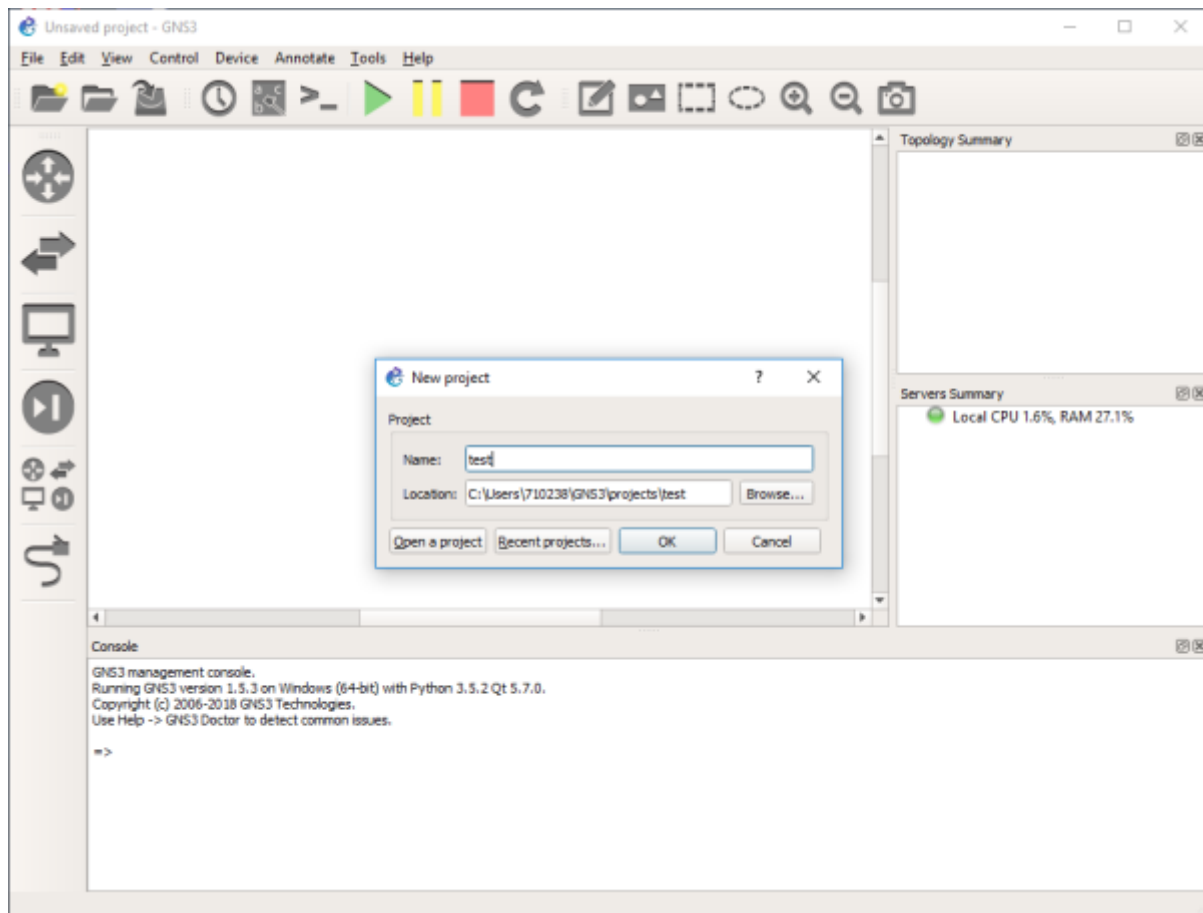 Unsaved project - GNS3
File Edit View Control Device Annotate Tools Help
Topology Summary
Servers Summary
Local CPU 1.6%, RAM 27.1%
New project
Project
Name: test
Location: C:\Users\710238\GNS3\projects\test Browse...
Open a project Recent projects... OK Cancel
Console
GNS3 management console.
Running GNS3 version 1.5.3 on Windows (64-bit) with Python 3.5.2 Qt 5.7.0.
Copyright (c) 2006-2018 GNS3 Technologies.
Use Help -> GNS3 Doctor to detect common issues.
=>